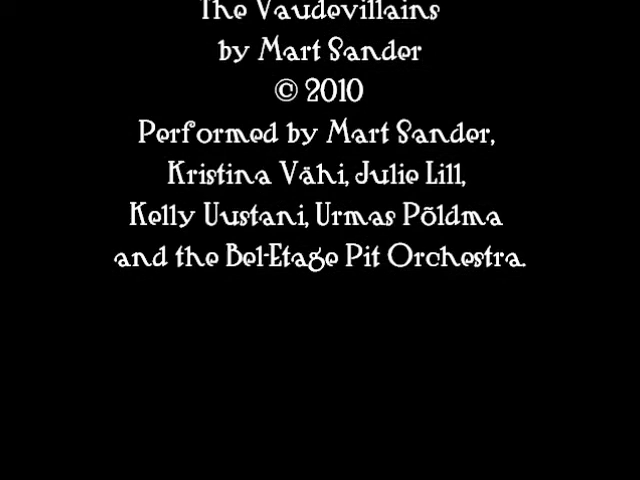 The Vaudevillains
by Mart Sander
© 2010
Performed by Mart Sander,
Kristina Vähi, Julie Lill,
Kelly Uustani, Urmas Põldma
and the Bel-Etage Pit Orchestra.